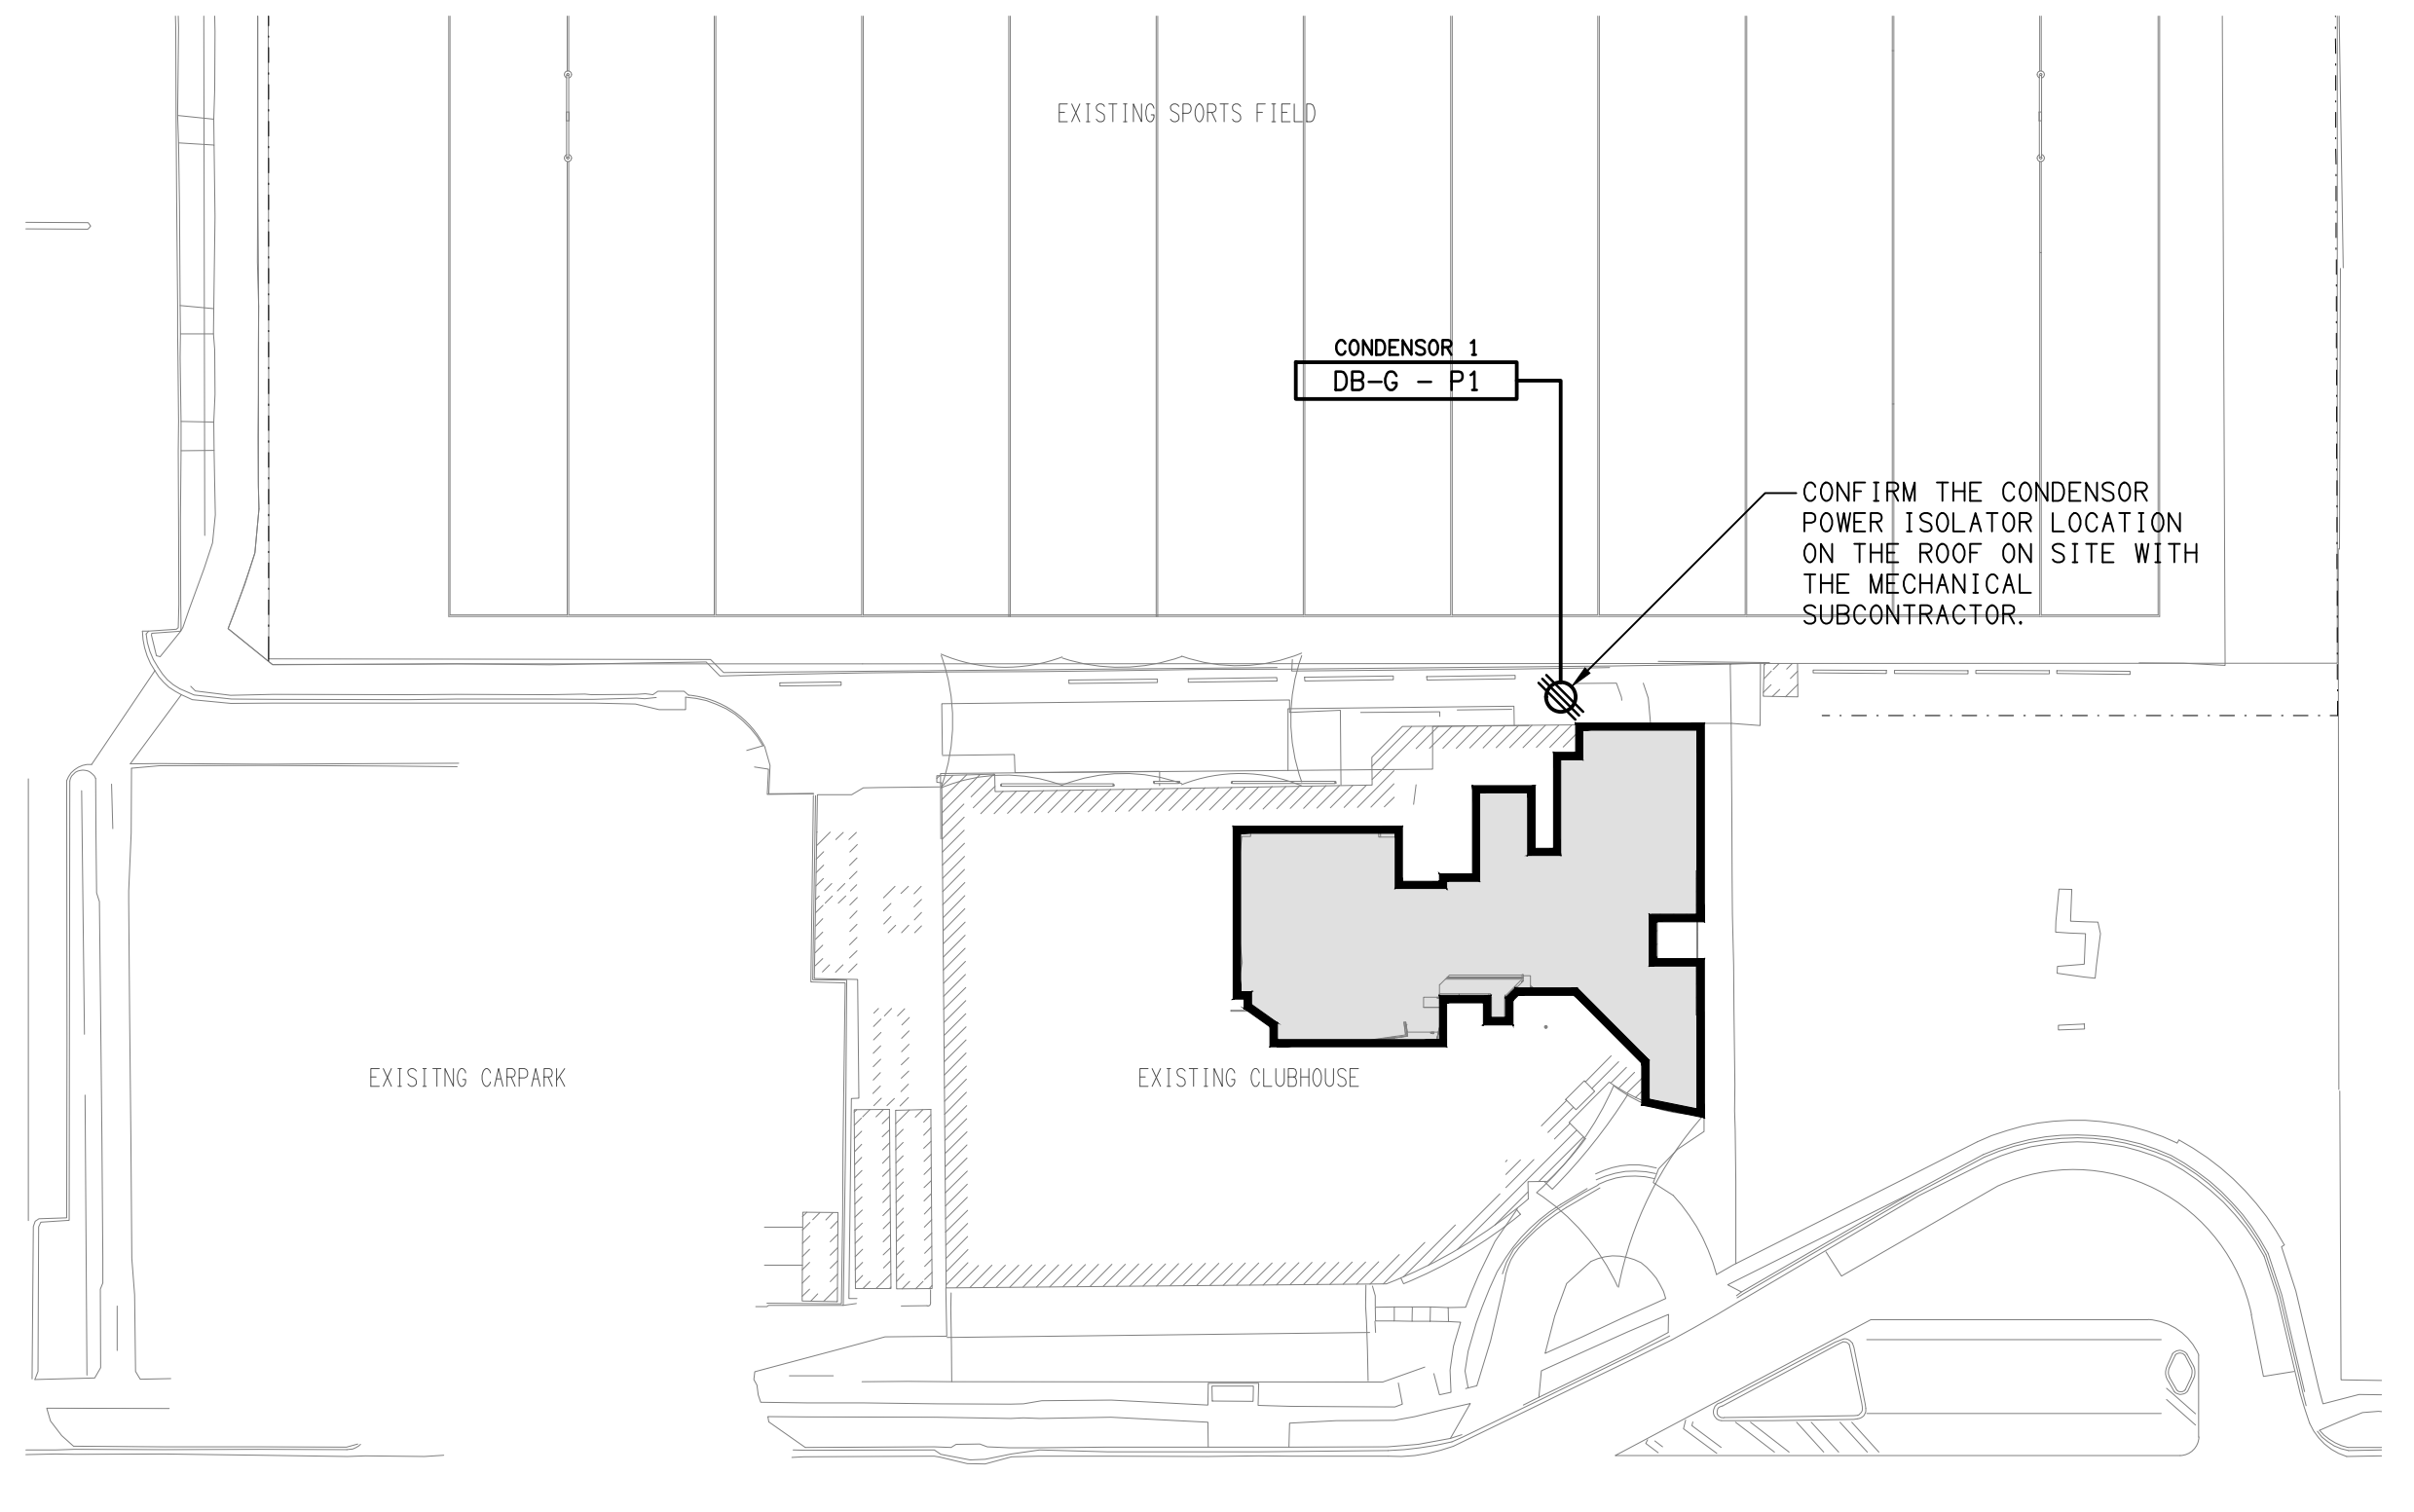 EXISTING SPORTS FIELD
CONDENSOR 1
DB-G - P1
CONFIRM THE CONDENSOR
POWER ISOLATOR LOCATION
ON THE ROOF ON SITE WITH
THE MECHANICAL
SUBCONTRACTOR.
EXISITNG CARPARK
EXISTING CLUBHOUSE